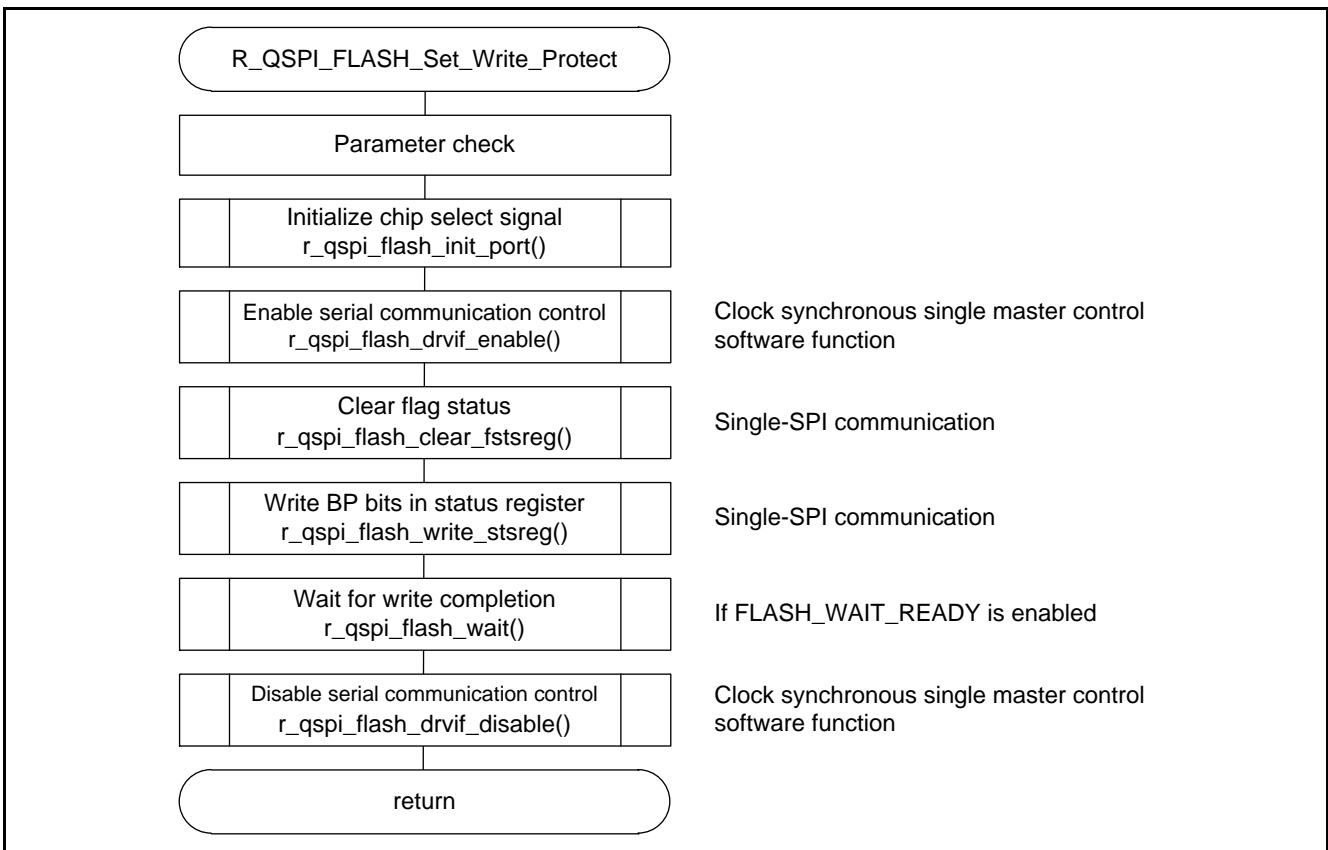 R_QSPI_FLASH_Set_Write_Protect
Parameter check
Initialize chip select signal
r_qspi_flash_init_port()
Enable serial communication control
r_qspi_flash_drvif_enable()
Clock synchronous single master control
software function
Clear flag status
r_qspi_flash_clear_fstsreg()
Single-SPI communication
Write BP bits in status register
r_qspi_flash_write_stsreg()
Single-SPI communication
Wait for write completion
r_qspi_flash_wait()
If FLASH_WAIT_READY is enabled
Disable serial communication control
r_qspi_flash_drvif_disable()
Clock synchronous single master control
software function
return